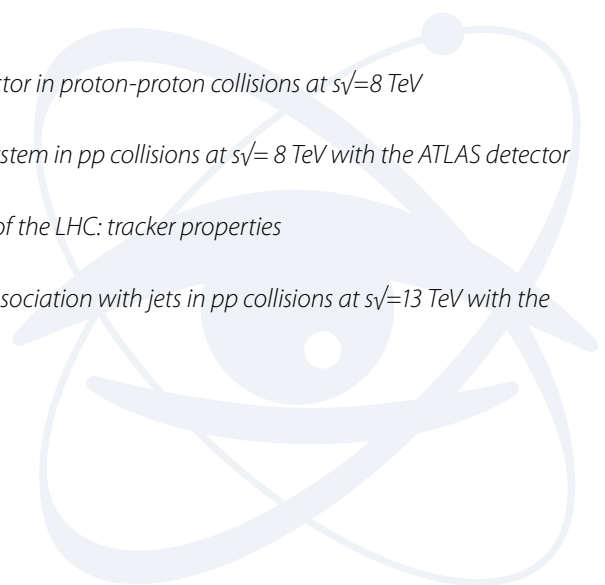 ctor in proton-proton collisions at s√=8 TeV
stem in pp collisions at s√= 8 TeV with the ATLAS detector
of the LHC: tracker properties
sociation with jets in pp collisions at s√=13 TeV with the